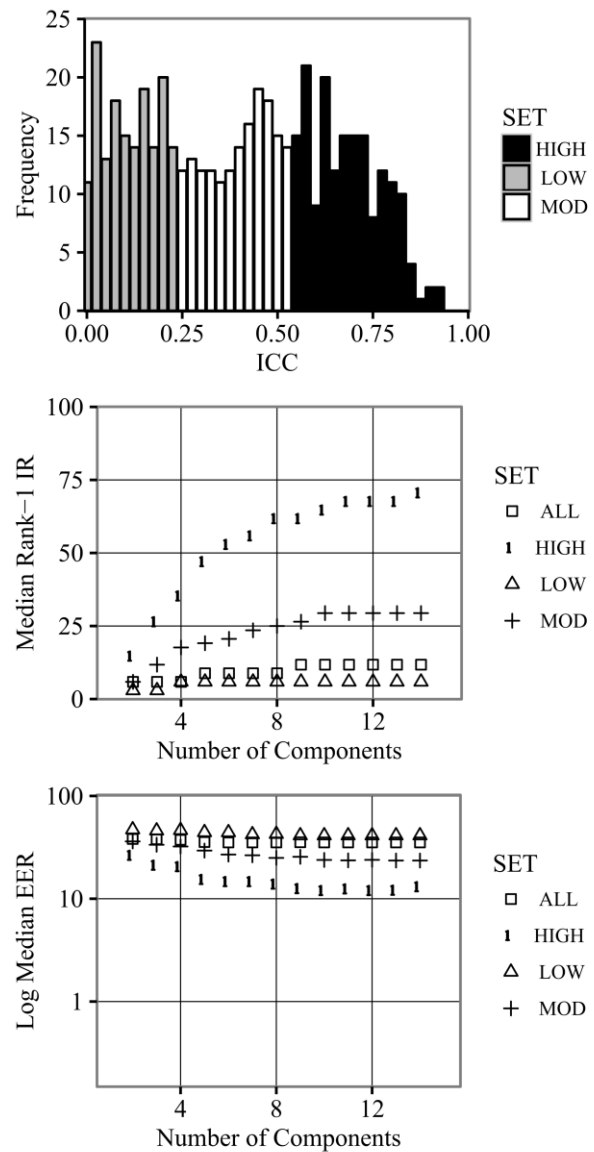 25
20
15
10
5
0
Frequency
0.00 0.25 0.50 0.75 1.00
ICC
SET
HIGH
LOW
MOD
100
75
50
25
0
Median Rank−1 IR
4 8 12
Number of Components
SET
ALL
1 HIGH
LOW
MOD
100
10
1
Log Median EER
4 8 12
Number of Components
SET
ALL
1 HIGH
LOW
MOD